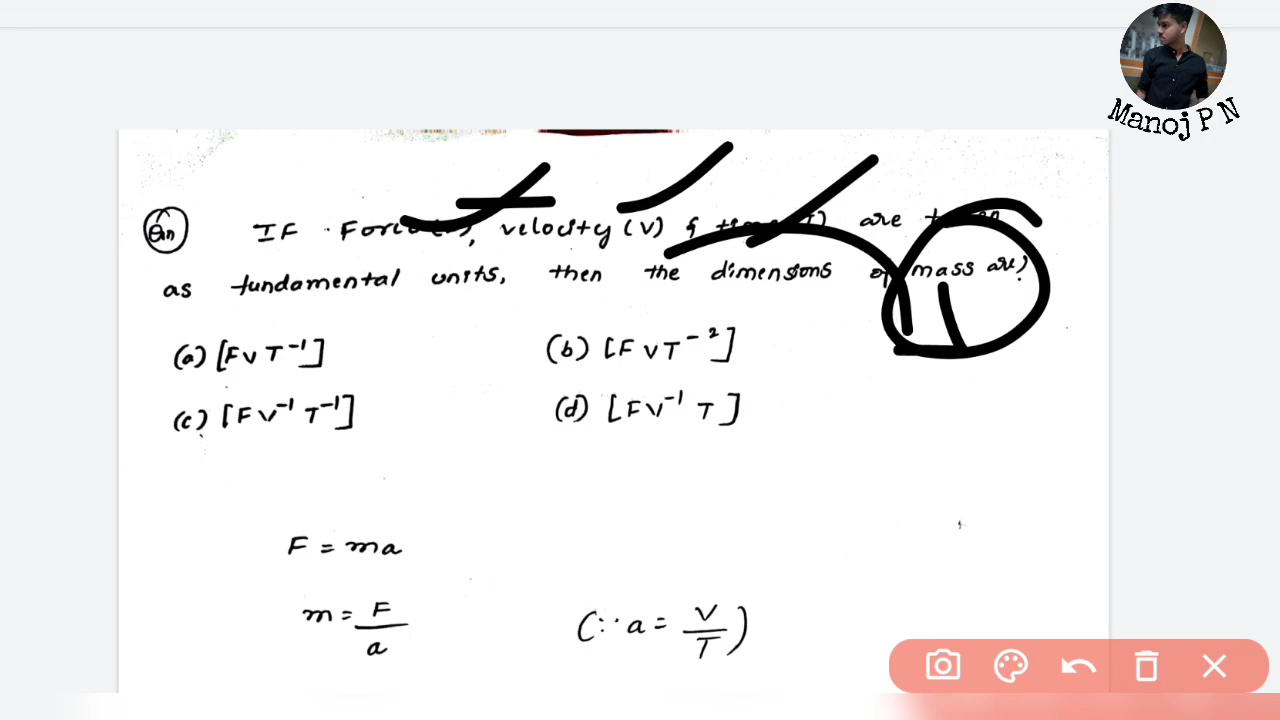 Manoj P N
Qn IF Force, velocity (V) & are
as fundamental units, then the dimensions of mass are?
(a) [F V T⁻¹]
(b) [F V T⁻²]
(c) [F V⁻¹ T⁻¹]
(d) [F V⁻¹ T]
F = ma
m = F/a
(∵ a = V/T)